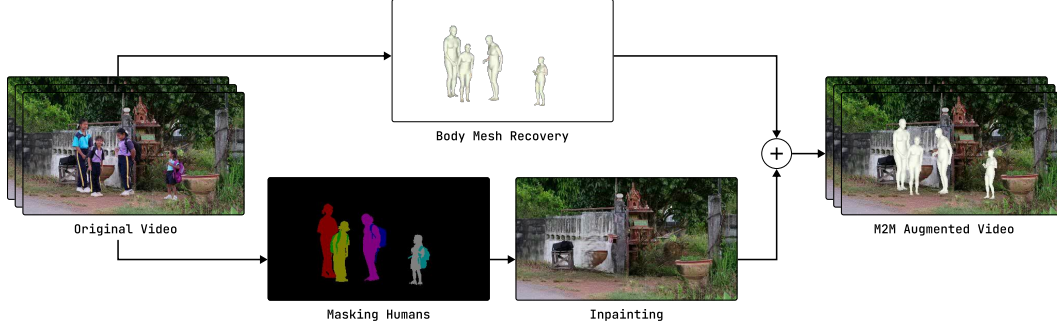 Body Mesh Recovery
Original Video
M2M Augmented Video
Masking Humans
Inpainting